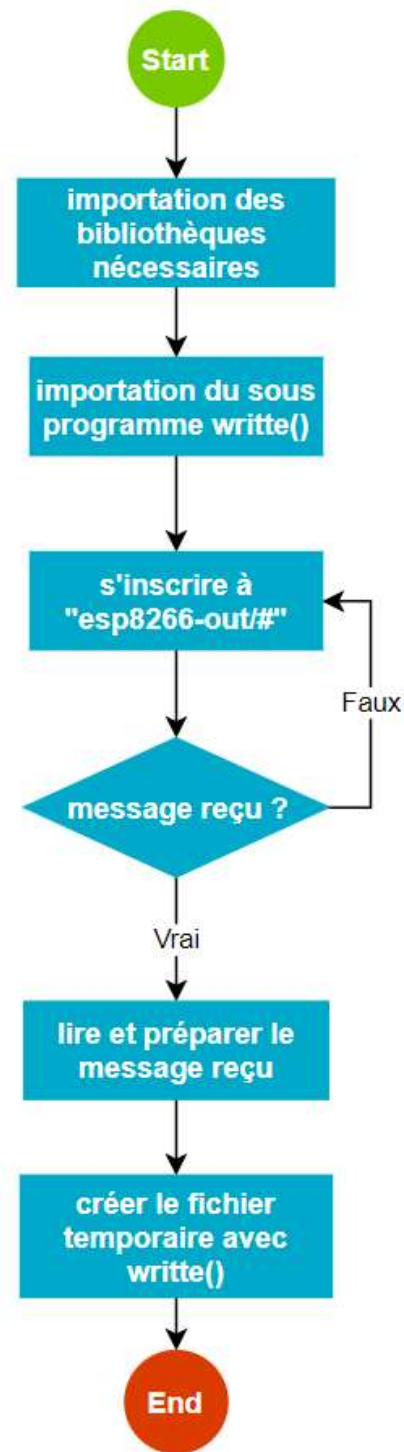 Start
importation des
bibliothèques
nécessaires
importation du sous
programme writte()
s'inscrire à
"esp8266-out/#"
Faux
message reçu ?
Vrai
lire et préparer le
message reçu
créer le fichier
temporaire avec
writte()
End